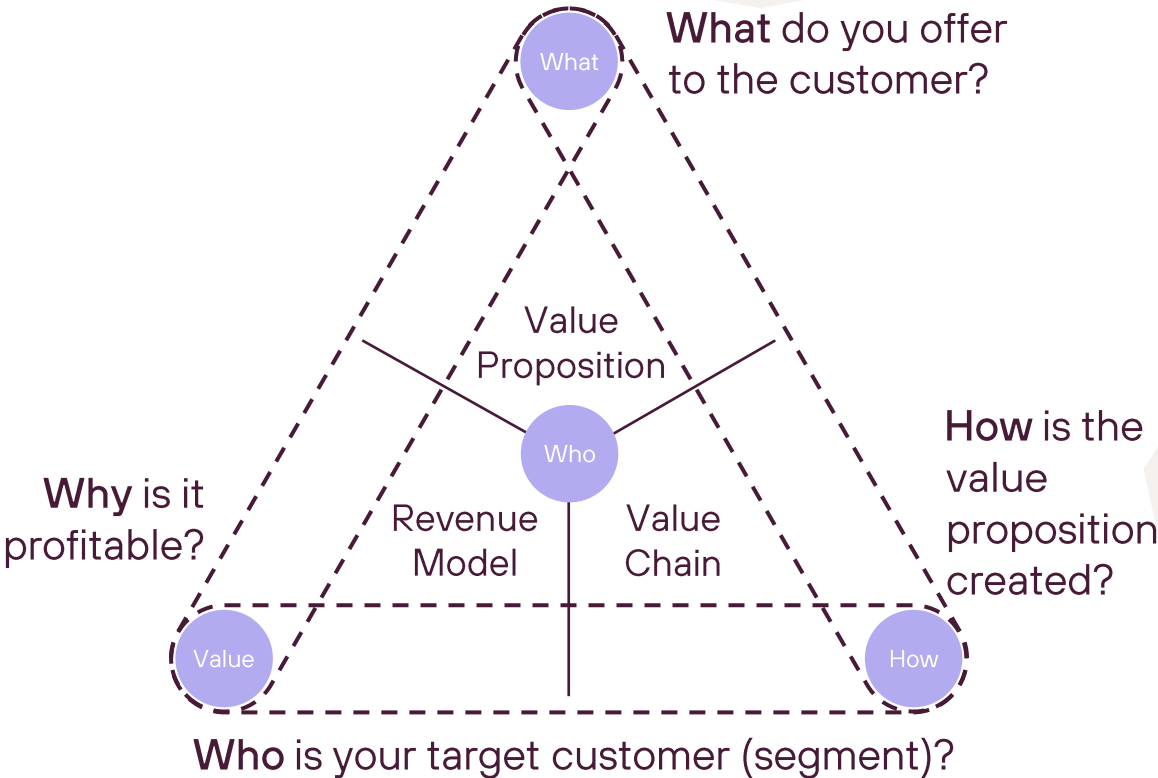 What
What do you offer
to the customer?
Value
Proposition
Who
How is the
value
proposition
created?
Why is it
profitable?
Revenue
Model
Value
Chain
Value
How
Who is your target customer (segment)?